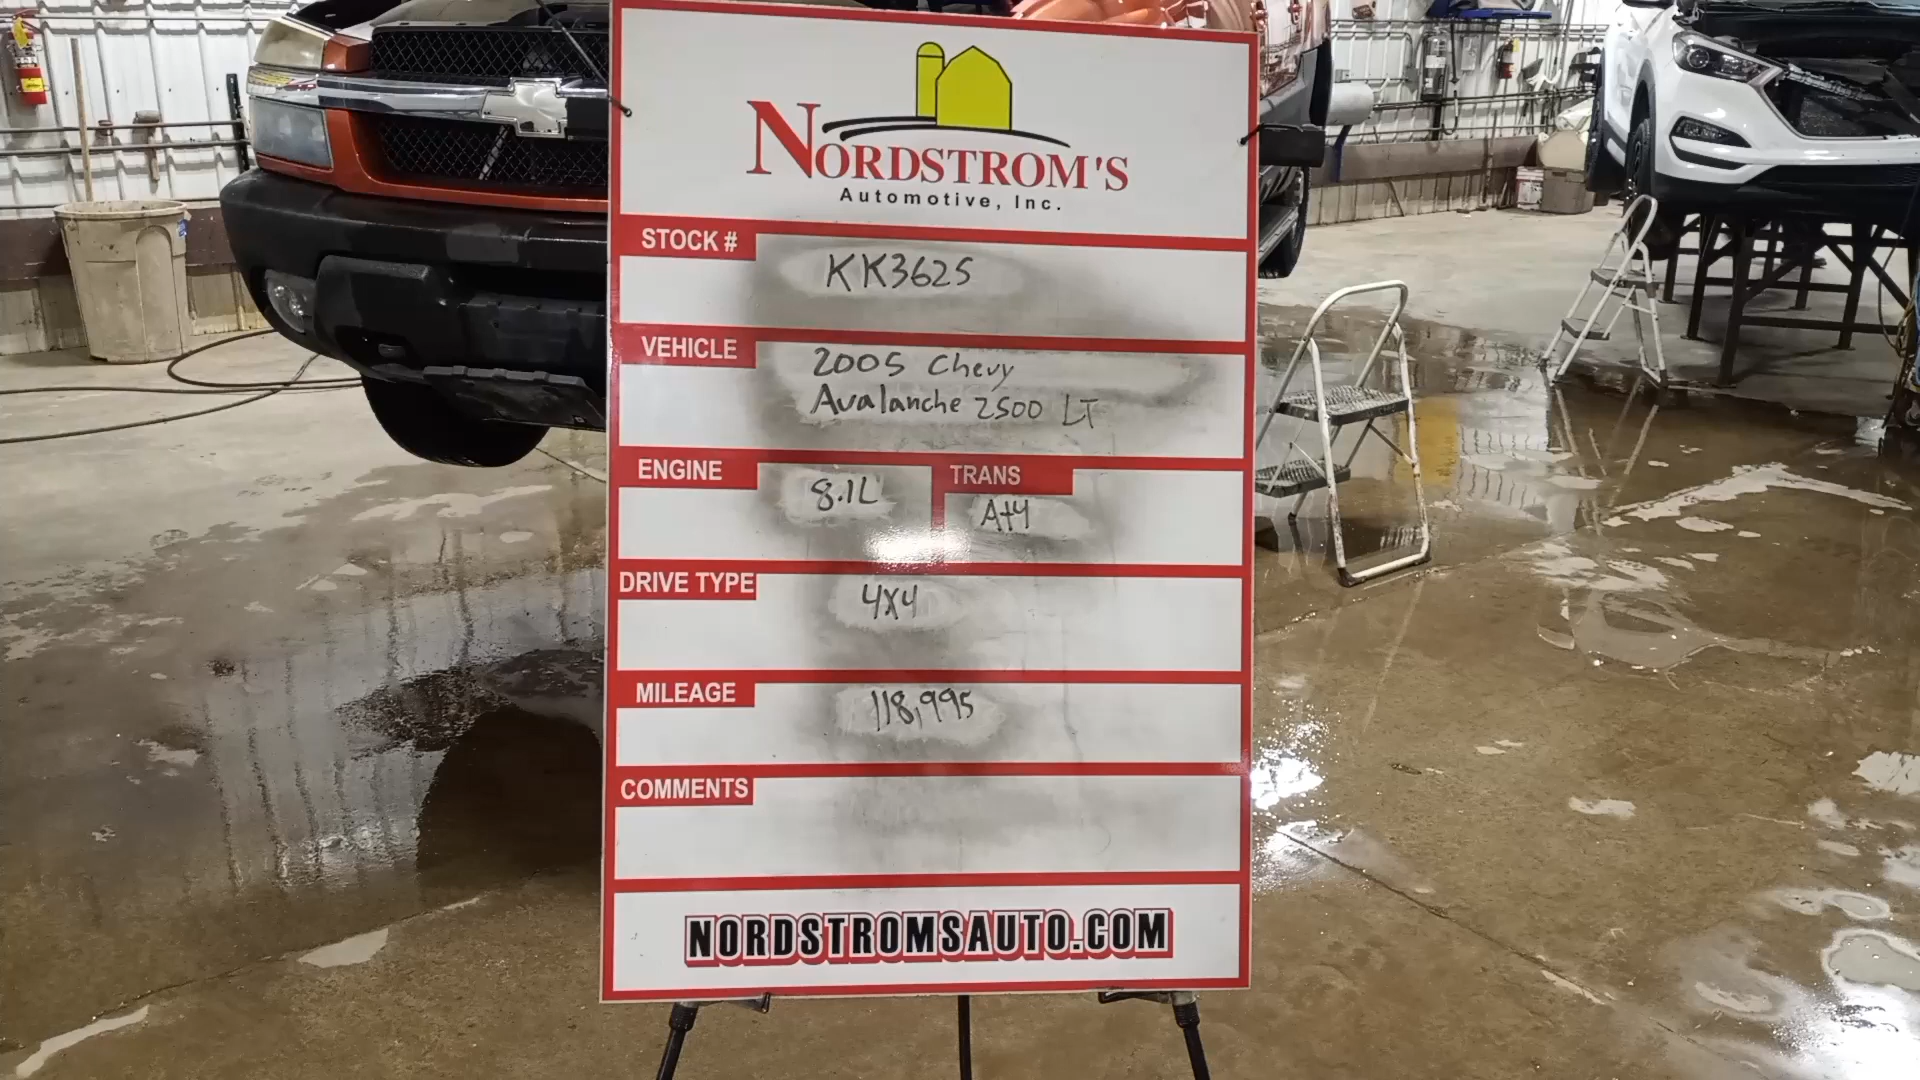 NORDSTROM'S
Automotive, Inc.
STOCK #
KK3625
VEHICLE
2005 Chevy
Avalanche 2500 LT
ENGINE
8.1L
TRANS
At4
DRIVE TYPE
4x4
MILEAGE
118,995
COMMENTS
NORDSTROMSAUTO.COM